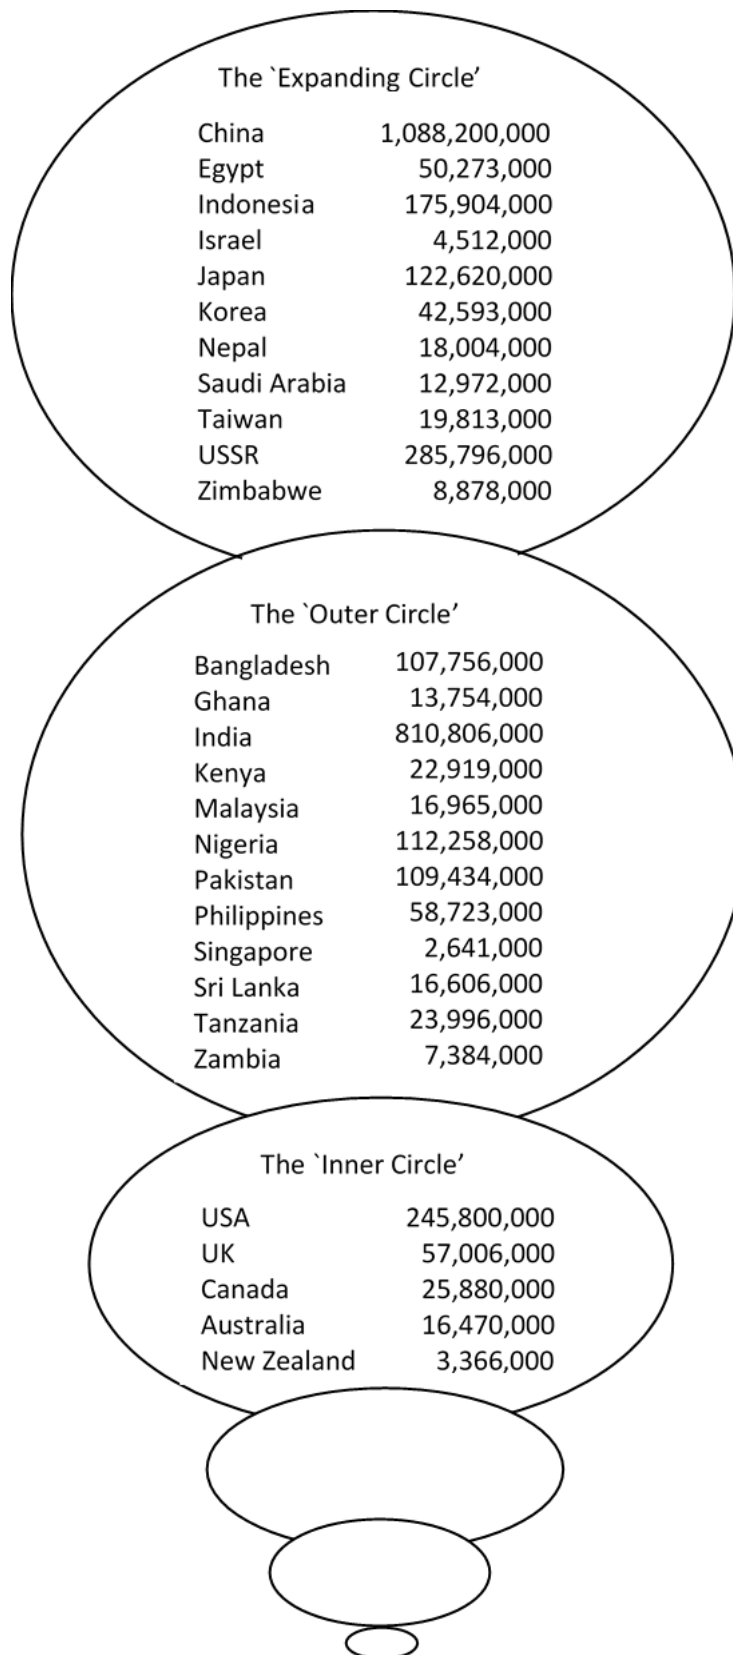 The `Expanding Circle’
China 1,088,200,000
Egypt 50,273,000
Indonesia 175,904,000
Israel 4,512,000
Japan 122,620,000
Korea 42,593,000
Nepal 18,004,000
Saudi Arabia 12,972,000
Taiwan 19,813,000
USSR 285,796,000
Zimbabwe 8,878,000
The `Outer Circle’
Bangladesh 107,756,000
Ghana 13,754,000
India 810,806,000
Kenya 22,919,000
Malaysia 16,965,000
Nigeria 112,258,000
Pakistan 109,434,000
Philippines 58,723,000
Singapore 2,641,000
Sri Lanka 16,606,000
Tanzania 23,996,000
Zambia 7,384,000
The `Inner Circle’
USA 245,800,000
UK 57,006,000
Canada 25,880,000
Australia 16,470,000
New Zealand 3,366,000